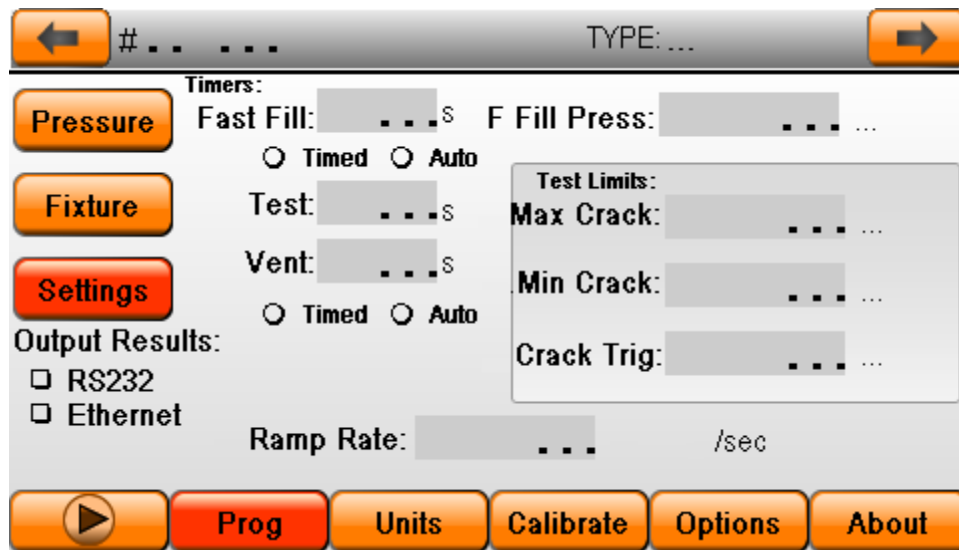 # . . . . . TYPE: ...
Timers:
Pressure
Fast Fill: . . . s F Fill Press: . . . ...
Timed Auto
Test Limits:
Fixture
Test: . . . s Max Crack: . . . ...
Vent: . . . s Min Crack: . . . ...
Settings
Timed Auto
Output Results:
Crack Trig: . . . ...
RS232
Ethernet
Ramp Rate: . . . /sec
Prog Units Calibrate Options About